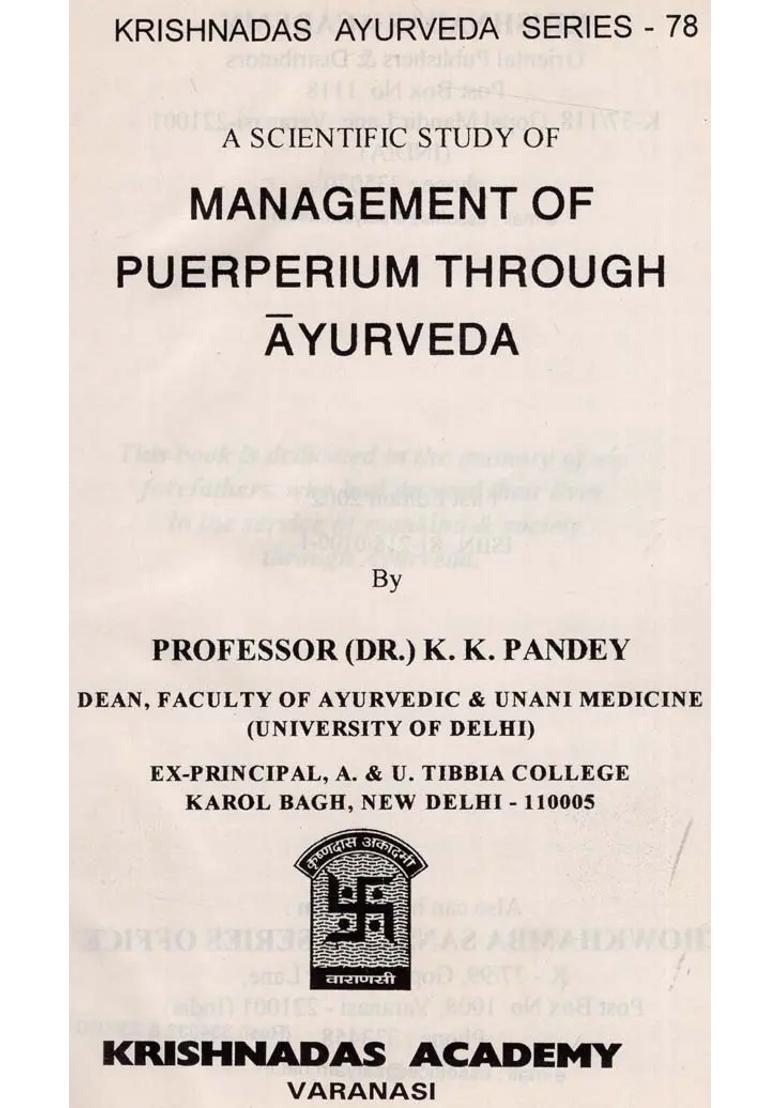 KRISHNADAS AYURVEDA SERIES - 78
A SCIENTIFIC STUDY OF
MANAGEMENT OF
PUERPERIUM THROUGH
ĀYURVEDA
By
PROFESSOR (DR.) K. K. PANDEY
DEAN, FACULTY OF AYURVEDIC & UNANI MEDICINE
(UNIVERSITY OF DELHI)
EX-PRINCIPAL, A. & U. TIBBIA COLLEGE
KAROL BAGH, NEW DELHI - 110005
कृष्णदास अकादमी
वाराणसी
KRISHNADAS ACADEMY
VARANASI